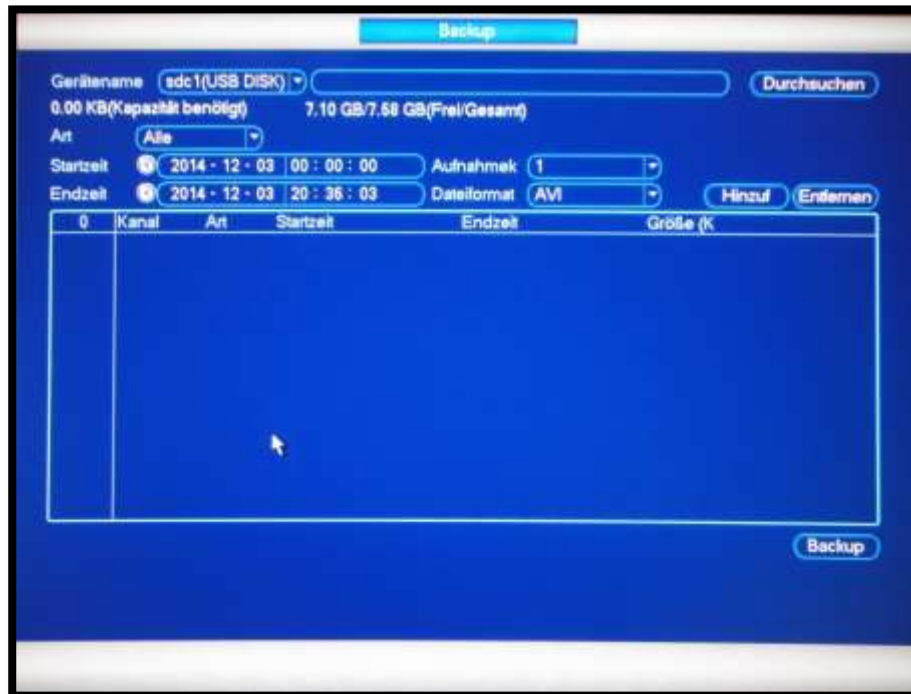 Backup
Gerätename sdc1(USB DISK) Durchsuchen
0.00 KB(Kapazität benötigt) 7.10 GB/7.58 GB(Frei/Gesamt)
Art Alle
Startzeit 2014 - 12 - 03 00 : 00 : 00 Aufnahmek 1
Endzeit 2014 - 12 - 03 20 : 36 : 03 Dateiformat AVI Hinzuf Entfernen
0 Kanal Art Startzeit Endzeit Größe (K
Backup